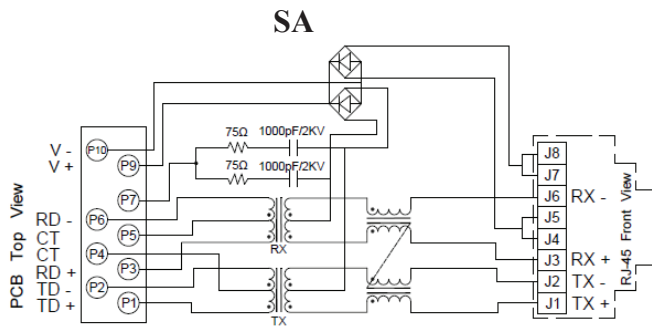 SA
75Ω 1000pF/2KV
75Ω 1000pF/2KV
PCB Top View
V - P10
V + P9
P7
RD - P6
CT P5
CT P4
RD + P3
TD - P2
TD + P1
RX
TX
J8
J7
J6 RX -
J5
J4
J3 RX +
J2 TX -
J1 TX +
RJ-45 Front View